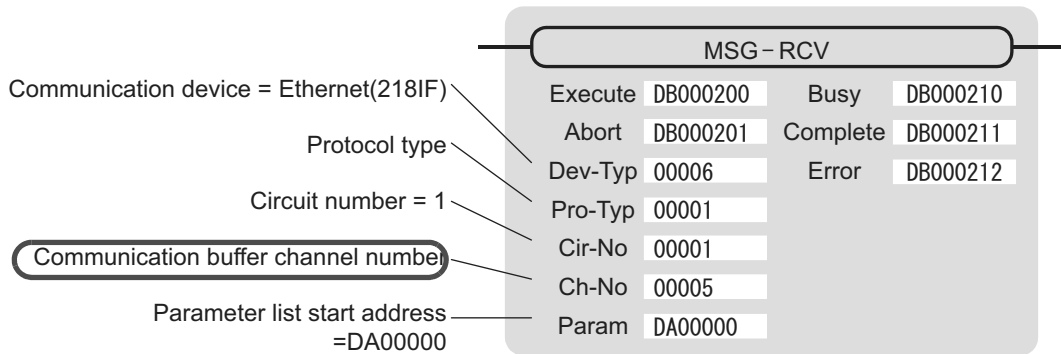 MSG-RCV
Communication device = Ethernet(218IF)
Execute DB000200 Busy DB000210
Protocol type
Abort DB000201 Complete DB000211
Dev-Typ 00006 Error DB000212
Circuit number = 1
Pro-Typ 00001
Communication buffer channel number
Cir-No 00001
Ch-No 00005
Parameter list start address
=DA00000
Param DA00000